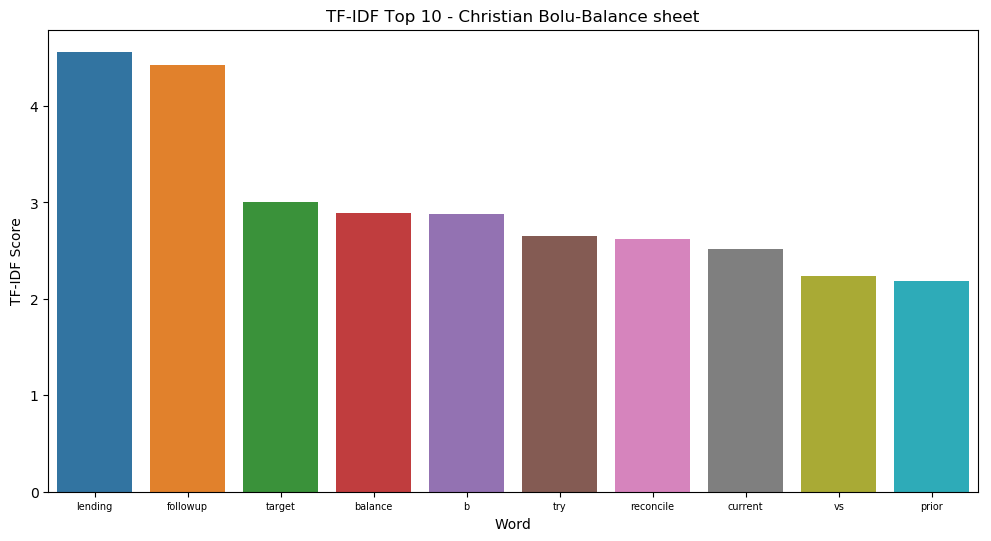 TF-IDF Top 10 - Christian Bolu-Balance sheet
TF-IDF Score
4
3
2
1
0
lending followup target balance b try reconcile current vs prior
Word